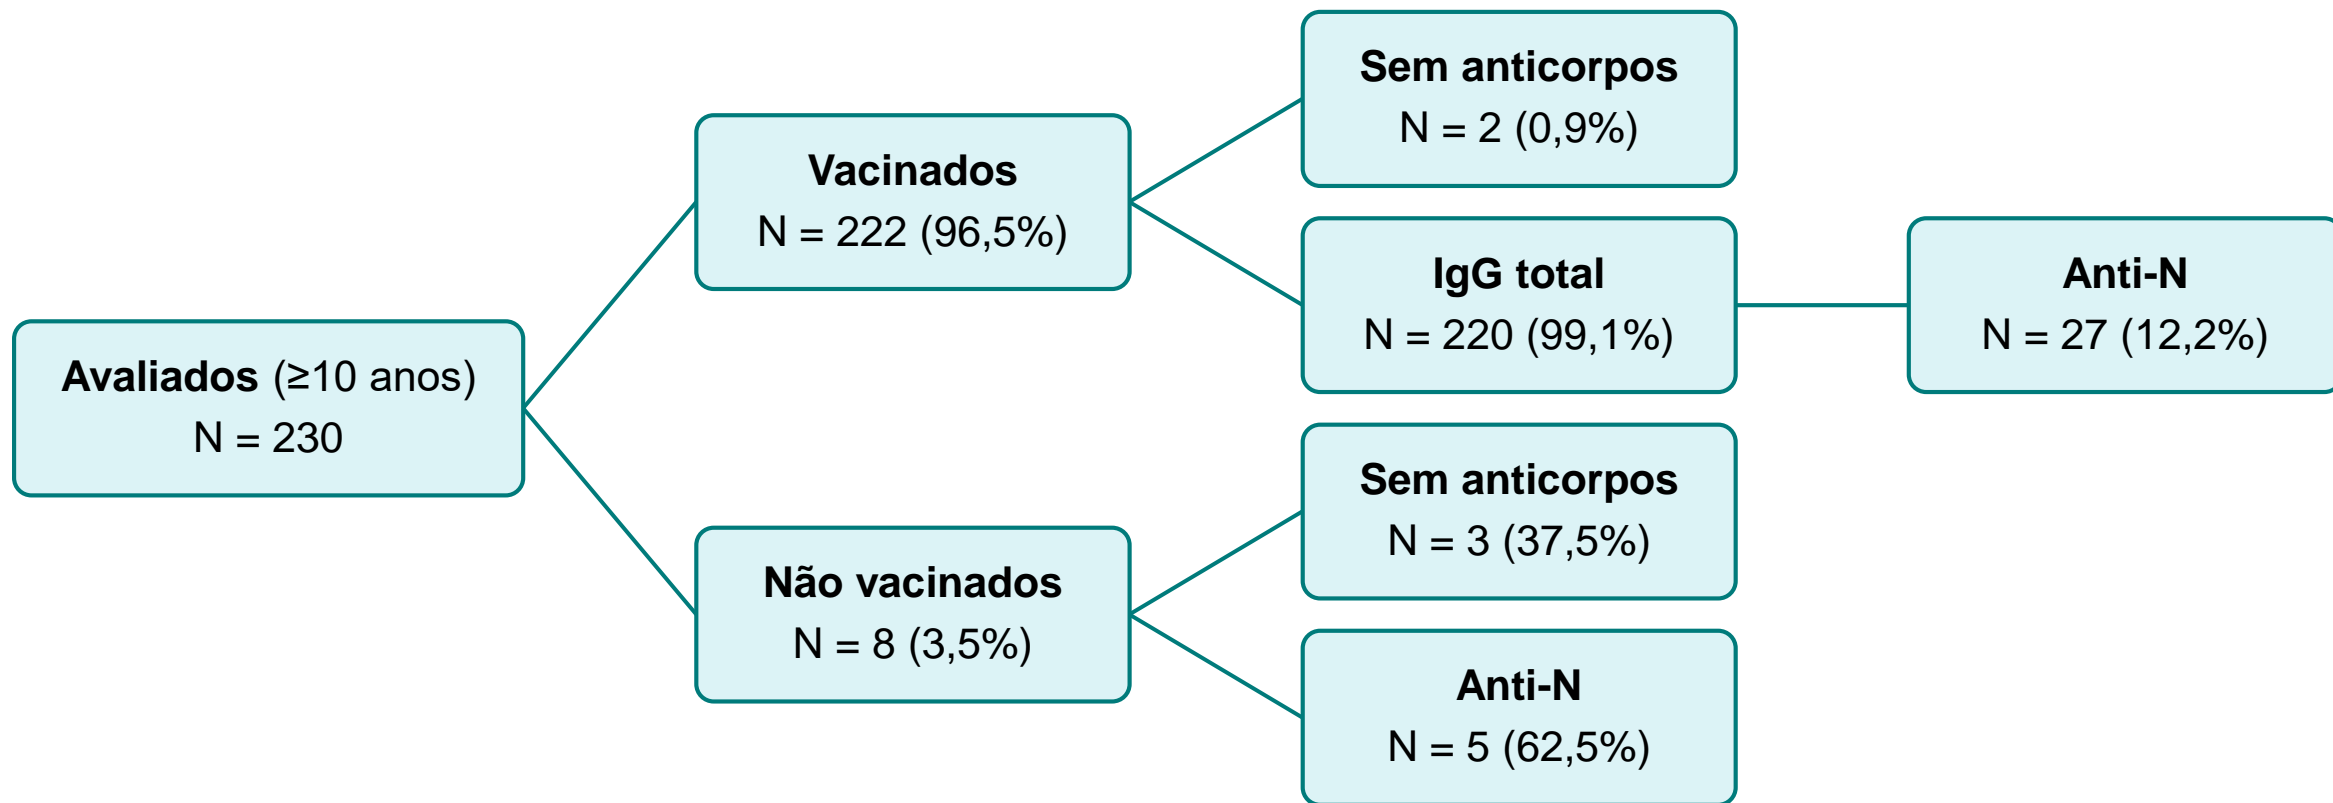 Avaliados (≥10 anos)
N = 230
Vacinados
N = 222 (96,5%)
Não vacinados
N = 8 (3,5%)
Sem anticorpos
N = 2 (0,9%)
IgG total
N = 220 (99,1%)
Sem anticorpos
N = 3 (37,5%)
Anti-N
N = 5 (62,5%)
Anti-N
N = 27 (12,2%)